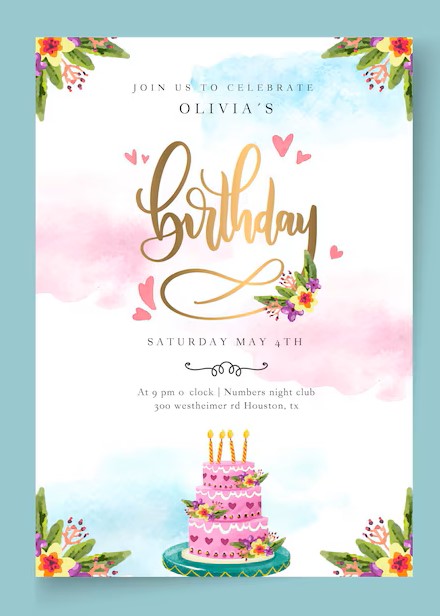 JOIN US TO CELEBRATE
OLIVIA'S
birthday
SATURDAY MAY 4TH
At 9 pm o clock | Numbers night club
300 westheimer rd Houston, tx